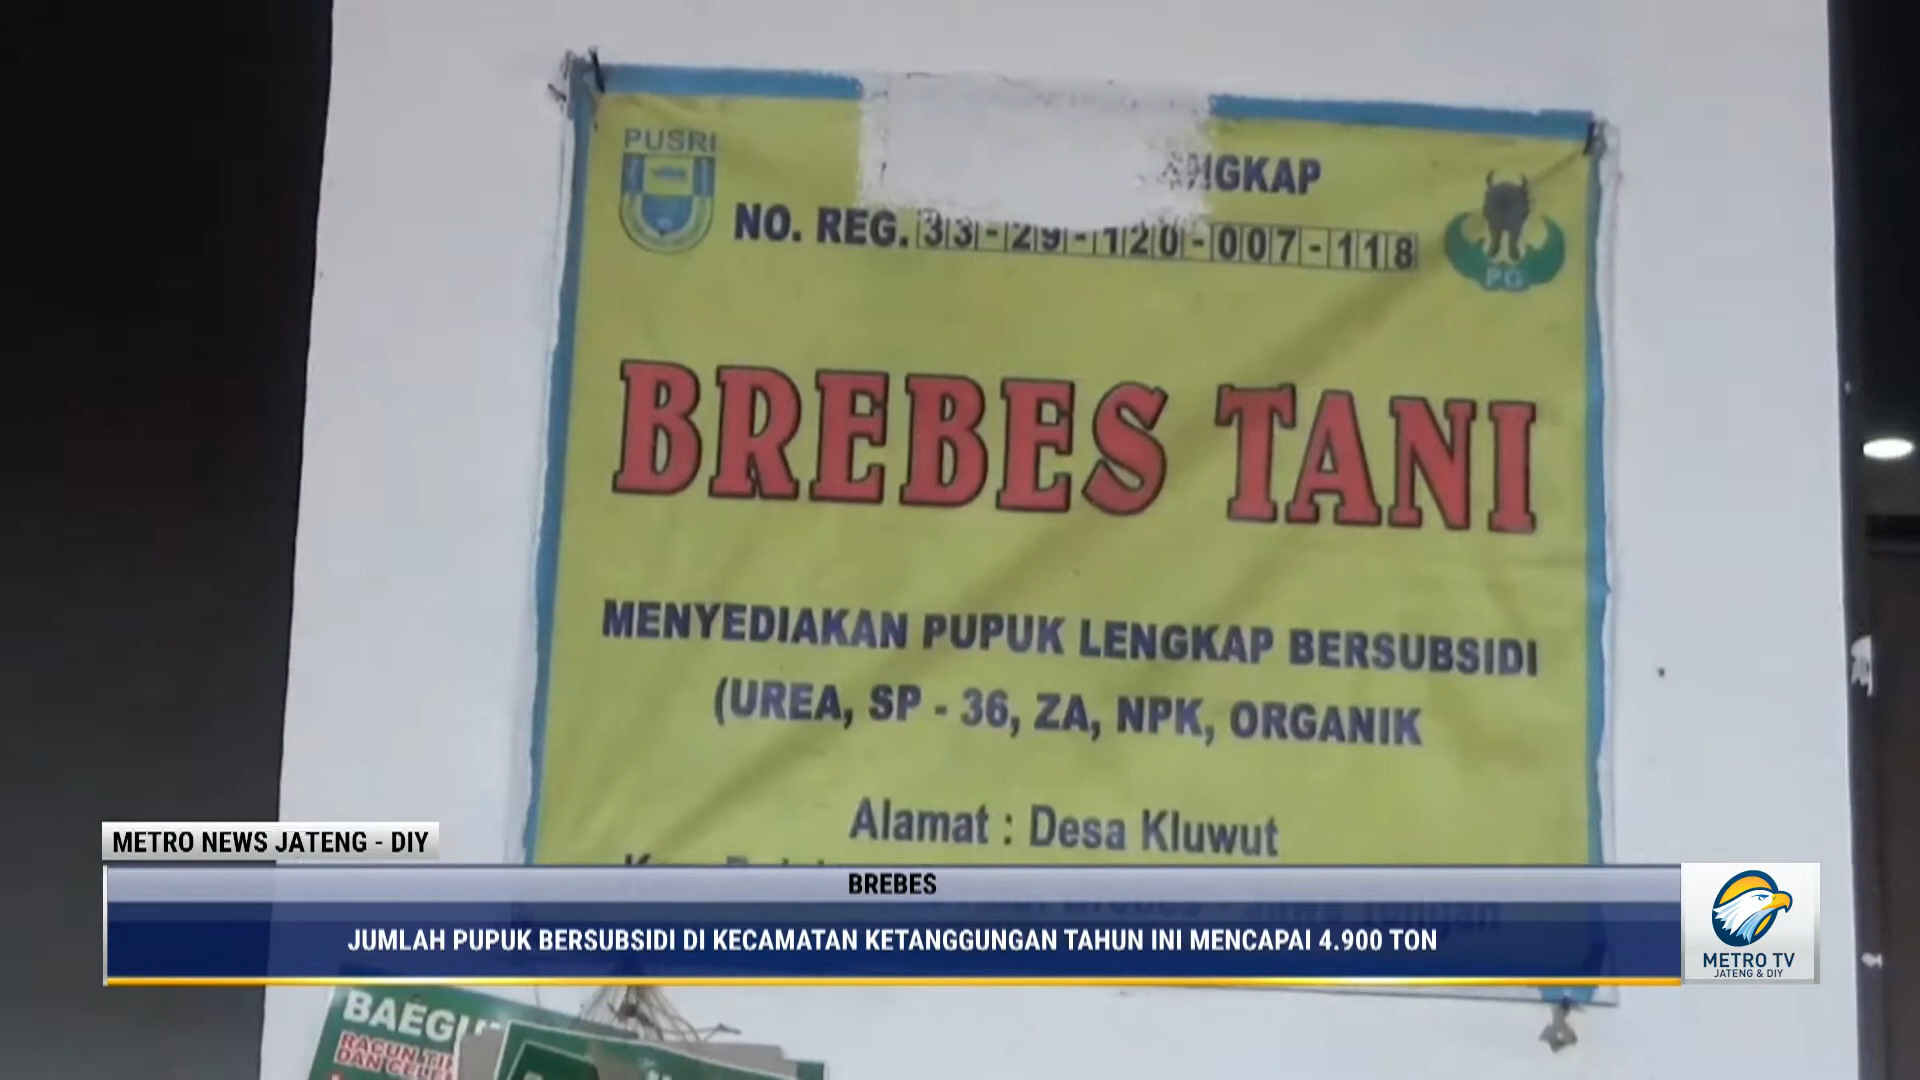 PUSRI
NGKAP
NO. REG. 33-29-120-007-118
PG
BREBES TANI
MENYEDIAKAN PUPUK LENGKAP BERSUBSIDI
(UREA, SP - 36, ZA, NPK, ORGANIK
Alamat : Desa Kluwut
METRO NEWS JATENG - DIY
BREBES
JUMLAH PUPUK BERSUBSIDI DI KECAMATAN KETANGGUNGAN TAHUN INI MENCAPAI 4.900 TON
METRO TV
JATENG & DIY
RACUN
DAN